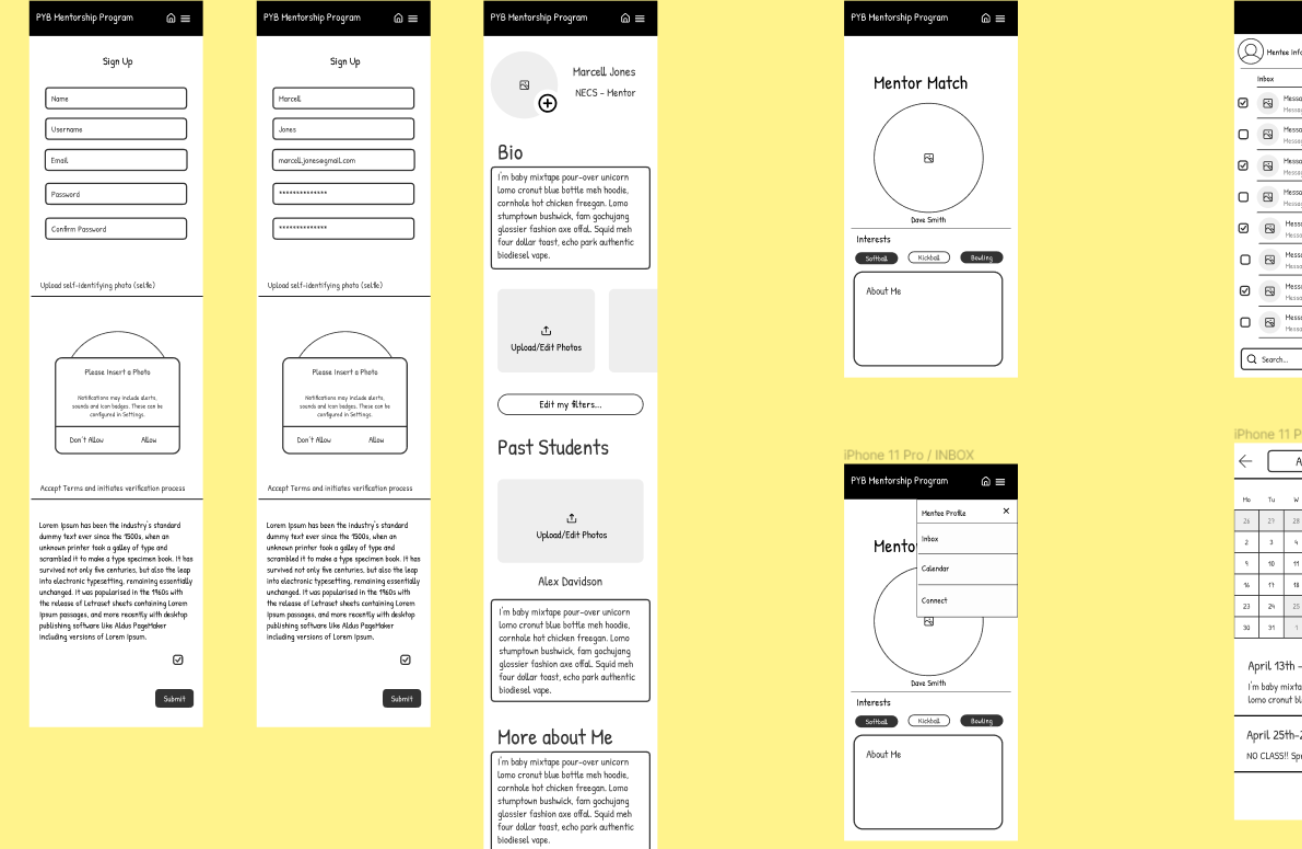 PYB Mentorship Program
Sign Up
Name
Username
Email
Password
Confirm Password
Upload self-identifying photo (selfie)
Please Insert a Photo
Notifications may include alerts,
sounds and icon badges. These can be
configured in Settings.
Don't Allow
Allow
Accept Terms and initiates verification process
Lorem Ipsum has been the industry's standard
dummy text ever since the 1500s, when an
unknown printer took a galley of type and
scrambled it to make a type specimen book. It has
survived not only five centuries, but also the leap
into electronic typesetting, remaining essentially
unchanged. It was popularised in the 1960s with
the release of Letraset sheets containing Lorem
Ipsum passages, and more recently with desktop
publishing software like Aldus PageMaker
including versions of Lorem Ipsum.
Submit
PYB Mentorship Program
Sign Up
Marcell
Jones
marcell.jones@gmail.com
**************
**************
Upload self-identifying photo (selfie)
Please Insert a Photo
Notifications may include alerts,
sounds and icon badges. These can be
configured in Settings.
Don't Allow
Allow
Accept Terms and initiates verification process
Lorem Ipsum has been the industry's standard
dummy text ever since the 1500s, when an
unknown printer took a galley of type and
scrambled it to make a type specimen book. It has
survived not only five centuries, but also the leap
into electronic typesetting, remaining essentially
unchanged. It was popularised in the 1960s with
the release of Letraset sheets containing Lorem
Ipsum passages, and more recently with desktop
publishing software like Aldus PageMaker
including versions of Lorem Ipsum.
Submit
PYB Mentorship Program
Marcell Jones
NECS - Mentor
Bio
I'm baby mixtape pour-over unicorn
lomo cronut blue bottle meh hoodie,
cornhole hot chicken freegan. Lomo
stumptown bushwick, fam gochujang
glossier fashion axe offal. Squid meh
four dollar toast, echo park authentic
biodiesel vape.
Upload/Edit Photos
Edit my filters...
Past Students
Upload/Edit Photos
Alex Davidson
I'm baby mixtape pour-over unicorn
lomo cronut blue bottle meh hoodie,
cornhole hot chicken freegan. Lomo
stumptown bushwick, fam gochujang
glossier fashion axe offal. Squid meh
four dollar toast, echo park authentic
biodiesel vape.
More about Me
I'm baby mixtape pour-over unicorn
lomo cronut blue bottle meh hoodie,
cornhole hot chicken freegan. Lomo
stumptown bushwick, fam gochujang
glossier fashion axe offal. Squid meh
four dollar toast, echo park authentic
biodiesel vape.
PYB Mentorship Program
Mentor Match
Dave Smith
Interests
Softball
Kickball
Bowling
About Me
iPhone 11 Pro / INBOX
PYB Mentorship Program
Mentee Profile
Inbox
Calendar
Connect
Mento
Dave Smith
Interests
Softball
Kickball
Bowling
About Me
Mentee Info
Inbox
Search...
iPhone 11 P
A
Mo Tu W
26 27 28
2 3 4
9 10 11
16 17 18
23 24 25
30 31 1
April 13th -
I'm baby mixta
lomo cronut bl
April 25th-2
NO CLASS!! Spr